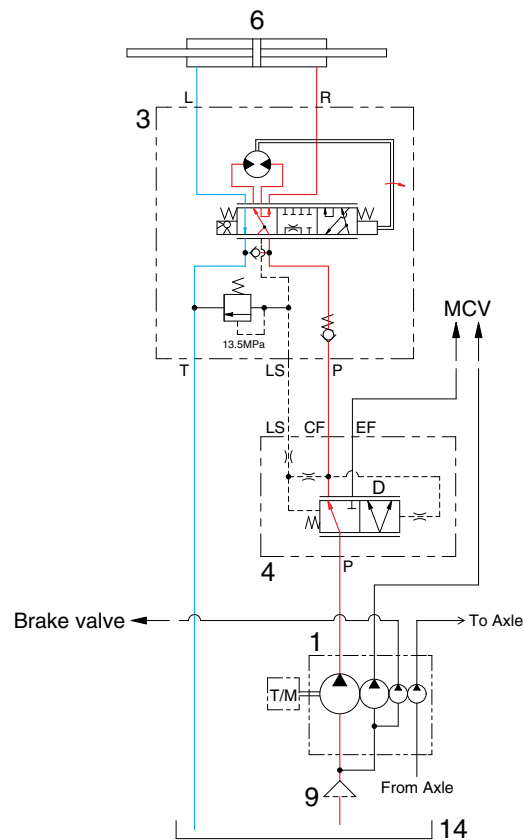 6
L R
3
13.5MPa
MCV
T LS P
LS CF EF
D
4 P
Brake valve
To Axle
1
T/M
9
From Axle
14